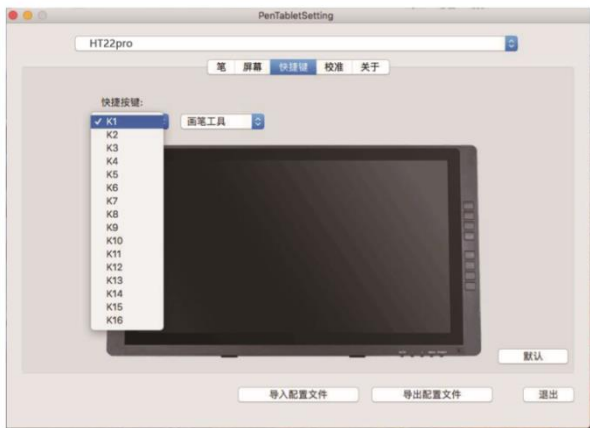 PenTabletSetting
HT22pro
笔 屏幕 快捷键 校准 关于
快捷按键:
✓ K1 画笔工具
K2
K3
K4
K5
K6
K7
K8
K9
K10
K11
K12
K13
K14
K15
K16
默认
导入配置文件 导出配置文件 退出